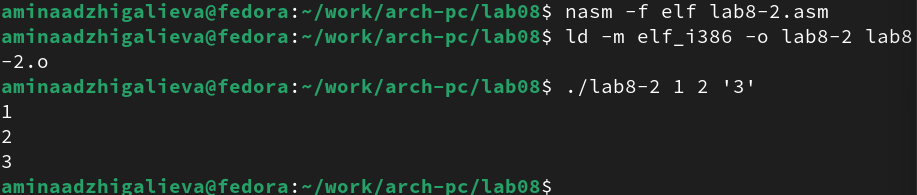 aminaadzhigalieva@fedora:~/work/arch-pc/lab08$ nasm -f elf lab8-2.asm
aminaadzhigalieva@fedora:~/work/arch-pc/lab08$ ld -m elf_i386 -o lab8-2 lab8
-2.o
aminaadzhigalieva@fedora:~/work/arch-pc/lab08$ ./lab8-2 1 2 '3'
1
2
3
aminaadzhigalieva@fedora:~/work/arch-pc/lab08$